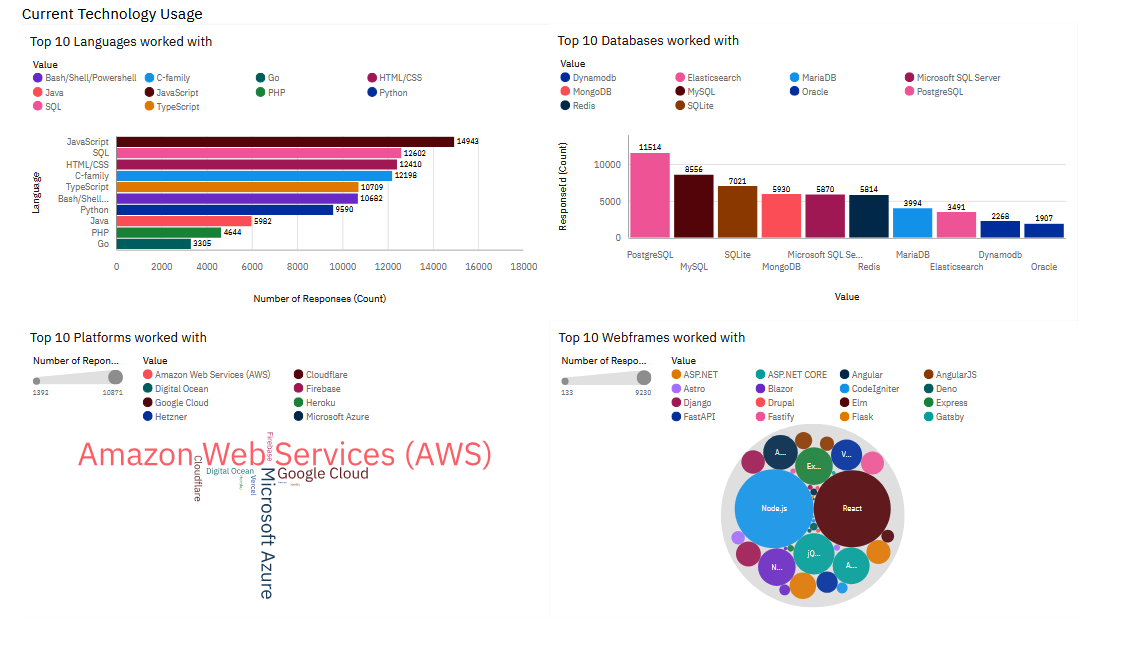 Current Technology Usage
Top 10 Languages worked with
Value
Bash/Shell/Powershell C-family Go HTML/CSS
Java JavaScript PHP Python
SQL TypeScript
Language
JavaScript 14943
SQL 12602
HTML/CSS 12410
C-family 12198
TypeScript 10709
Bash/Shell... 10682
Python 9590
Java 5982
PHP 4644
Go 3305
0 2000 4000 6000 8000 10000 12000 14000 16000 18000
Number of Responses (Count)
Top 10 Databases worked with
Value
Dynamodb Elasticsearch MariaDB Microsoft SQL Server
MongoDB MySQL Oracle PostgreSQL
Redis SQLite
ResponseId (Count)
10000
5000
0
11514 8556 7021 5930 5870 5814 3994 3491 2268 1907
PostgreSQL SQLite Microsoft SQL Se... MariaDB Dynamodb
MySQL MongoDB Redis Elasticsearch Oracle
Value
Top 10 Platforms worked with
Number of Repon... Value
1392 10871
Amazon Web Services (AWS) Cloudflare
Digital Ocean Firebase
Google Cloud Heroku
Hetzner Microsoft Azure
Firebase
Amazon Web Services (AWS)
Cloudflare
Digital Ocean
Google Cloud
Vercel
Microsoft Azure
Top 10 Webframes worked with
Number of Respo... Value
133 9230
ASP.NET ASP.NET CORE Angular AngularJS
Astro Blazor CodeIgniter Deno
Django Drupal Elm Express
FastAPI Fastify Flask Gatsby
A... V...
Ex...
Node.js React
jQ...
N... A...